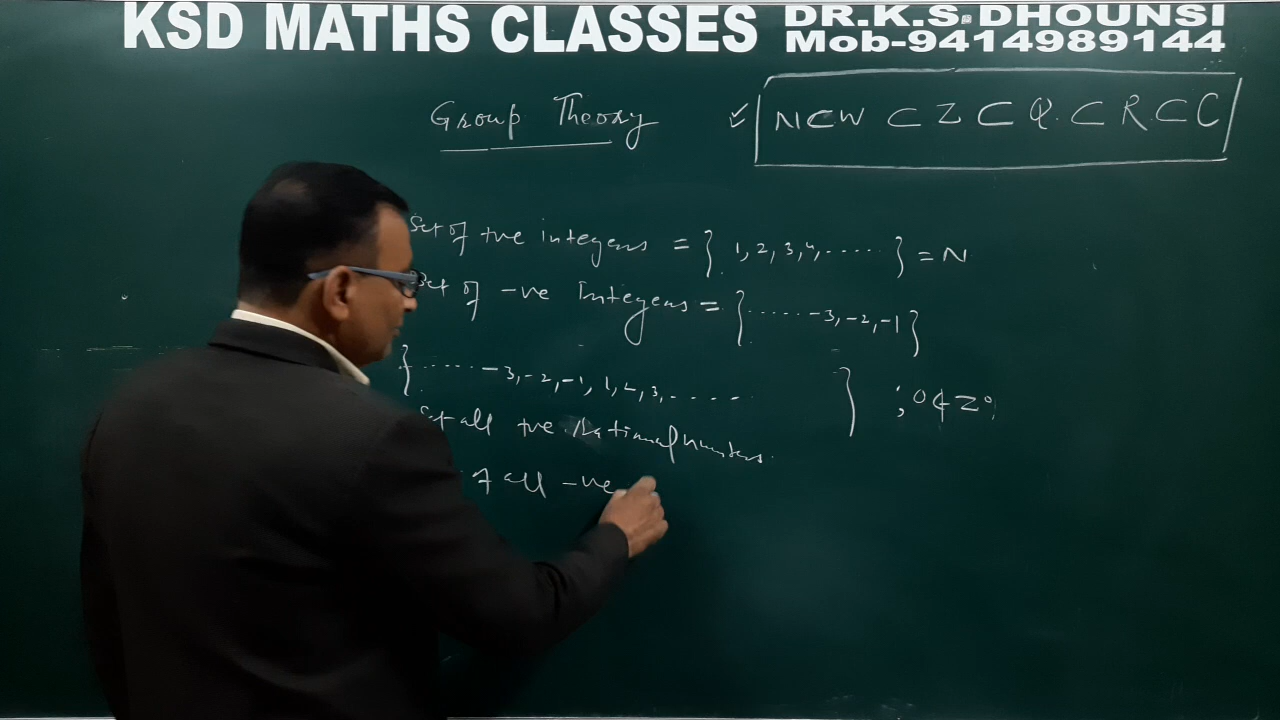 KSD MATHS CLASSES DR.K.S.DHOUNSI
Mob-9414989144
Group Theory
✓ N⊂W ⊂ Z ⊂ Q ⊂ R ⊂ C
Set of +ve integers = { 1, 2, 3, 4, ...... } = N
Set of -ve Integers = { ...... -3, -2, -1 }
{ ...... -3, -2, -1, 1, 2, 3, ...... } ; 0 ∉ Z0
Set all +ve Rational numbers.
of all -ve